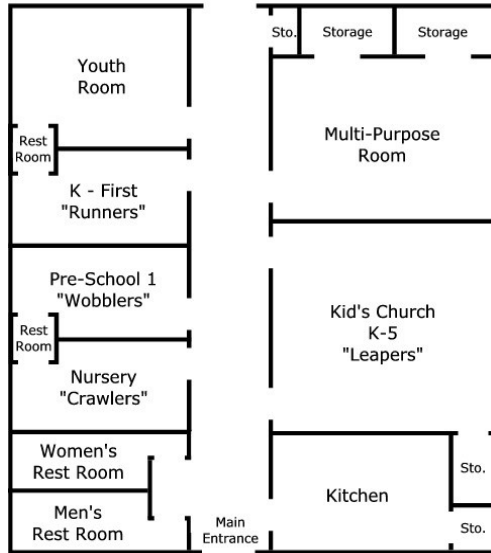 Sto.
Storage
Storage
Youth
Room
Multi-Purpose
Room
Rest
Room
K - First
"Runners"
Pre-School 1
"Wobblers"
Kid's Church
K-5
"Leapers"
Rest
Room
Nursery
"Crawlers"
Women's
Rest Room
Sto.
Kitchen
Men's
Rest Room
Main
Entrance
Sto.